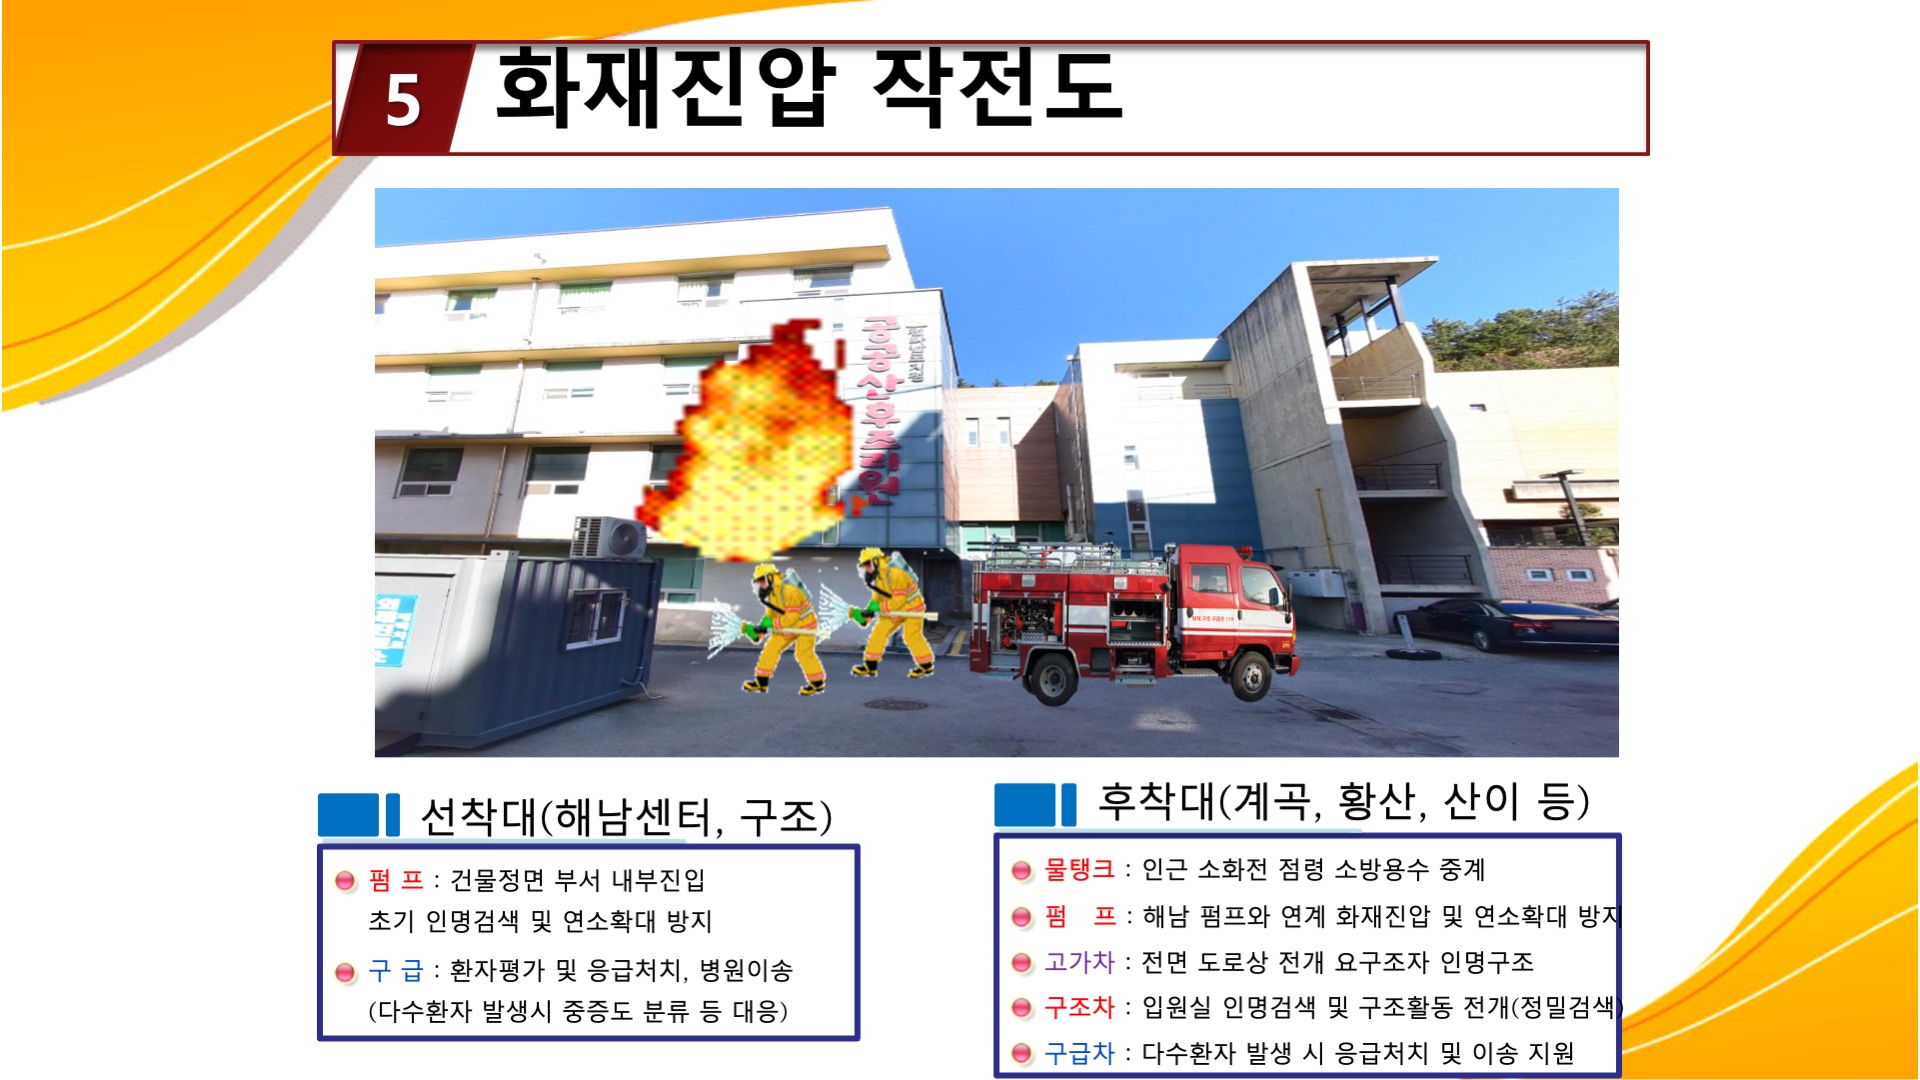 5 화재진압 작전도
공공산후조리원
선착대(해남센터, 구조)
펌 프 : 건물정면 부서 내부진입
초기 인명검색 및 연소확대 방지
구 급 : 환자평가 및 응급처치, 병원이송
(다수환자 발생시 중증도 분류 등 대응)
후착대(계곡, 황산, 산이 등)
물탱크 : 인근 소화전 점령 소방용수 중계
펌 프 : 해남 펌프와 연계 화재진압 및 연소확대 방지
고가차 : 전면 도로상 전개 요구조자 인명구조
구조차 : 입원실 인명검색 및 구조활동 전개(정밀검색)
구급차 : 다수환자 발생 시 응급처치 및 이송 지원